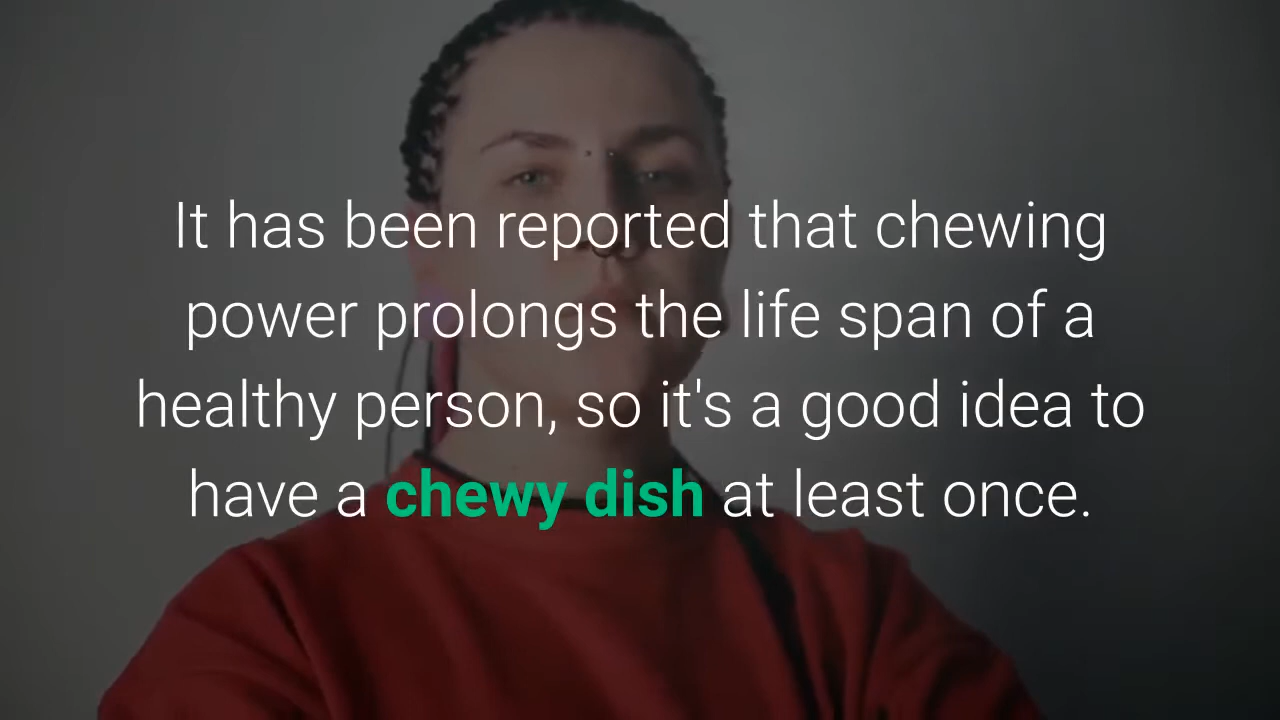 It has been reported that chewing
power prolongs the life span of a
healthy person, so it's a good idea to
have a chewy dish at least once.